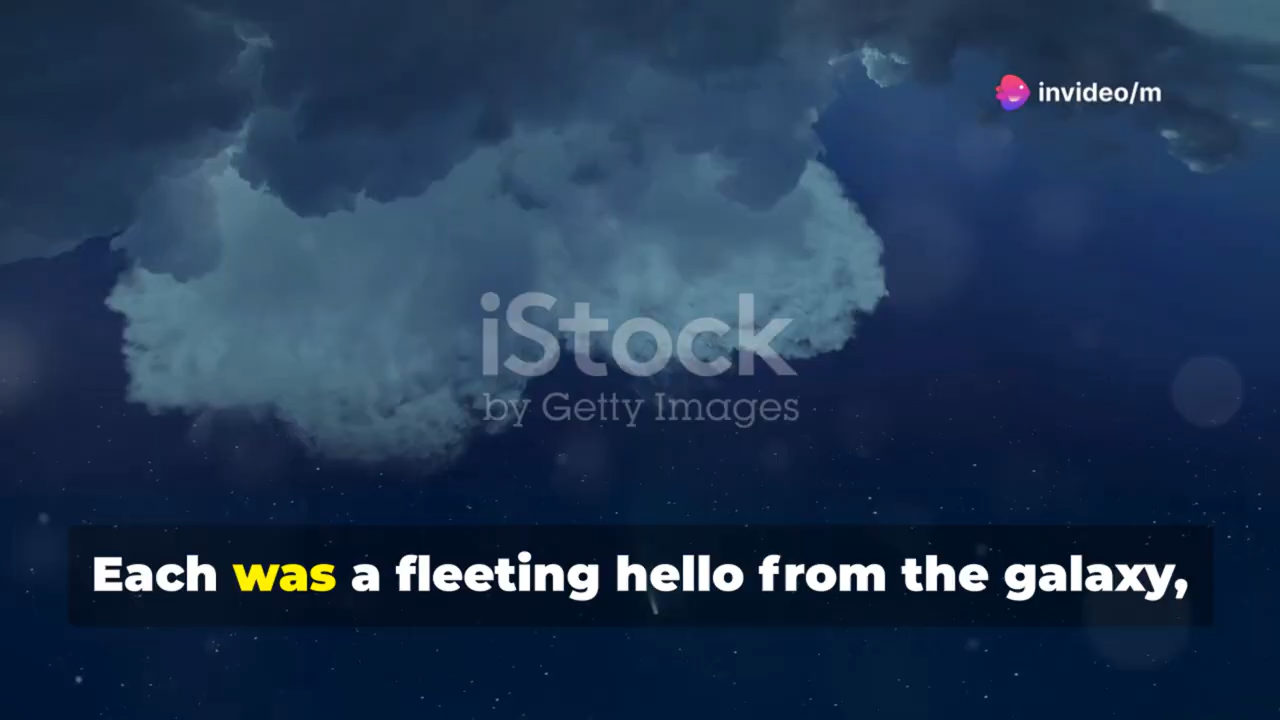 invideo/m
iStock
by Getty Images
Each was a fleeting hello from the galaxy,